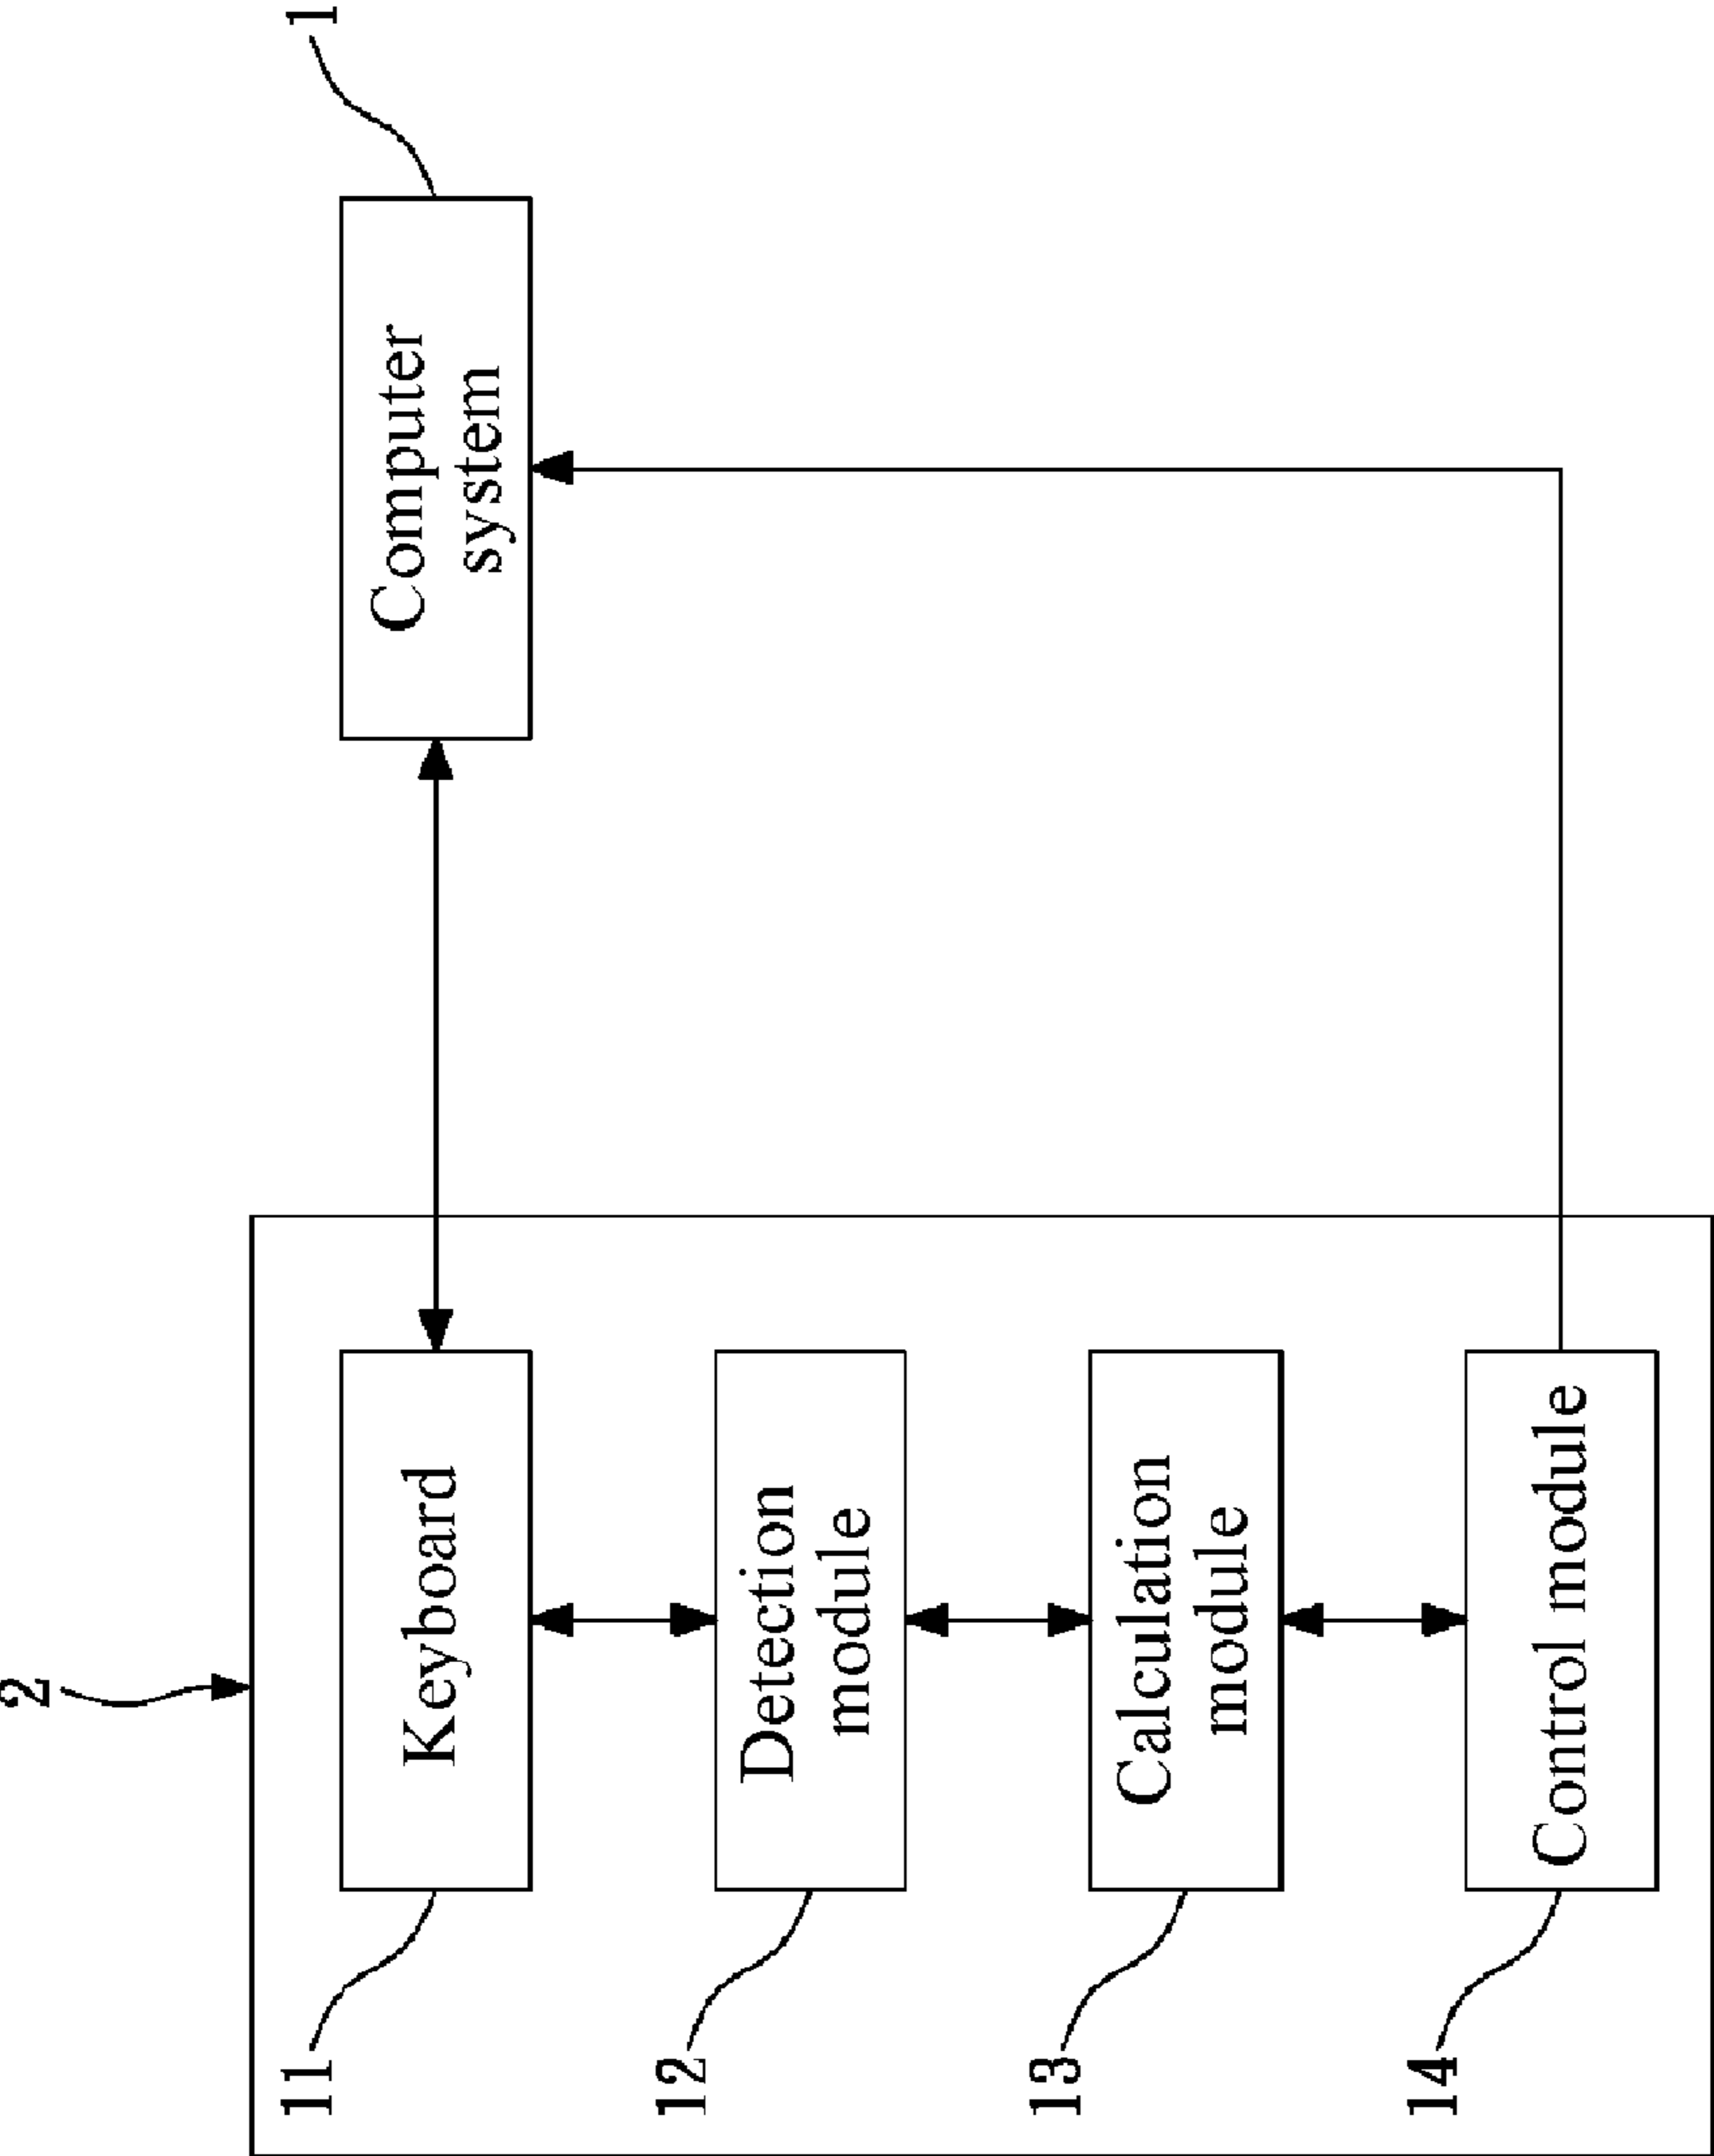 2
11
Keyboard
Computer
system
1
12
Detection
module
13
Calculation
module
14
Control module